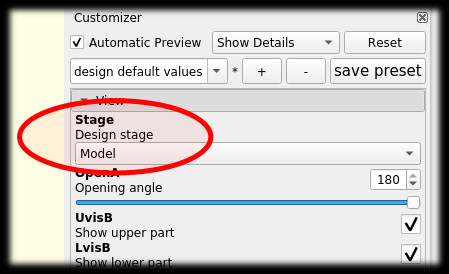 Customizer
Automatic Preview Show Details Reset
design default values * + - save preset
View
Stage
Design stage
Model
OpenA
Opening angle 180
UvisB
Show upper part
LvisB
Show lower part